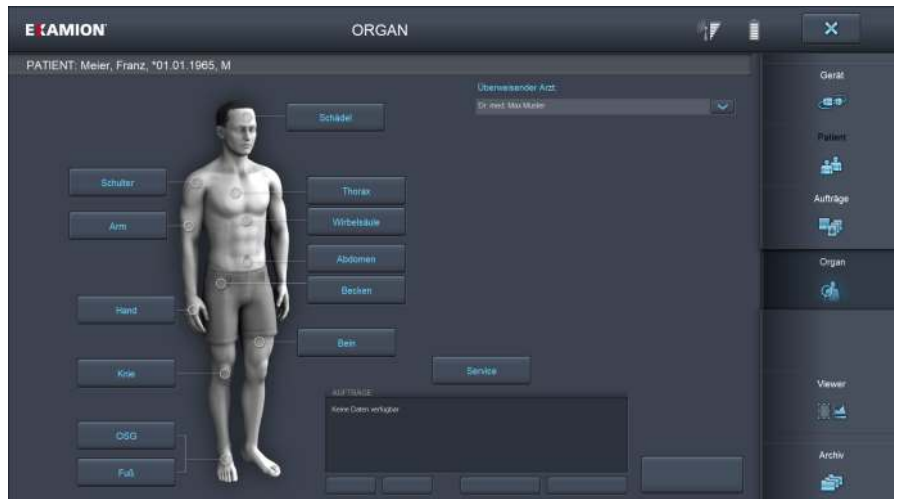 EXAMION
ORGAN
PATIENT: Meier, Franz, *01.01.1965, M
Überweisender Arzt:
Dr. med. Max Muster
Schädel
Schulter
Thorax
Arm
Wirbelsäule
Abdomen
Becken
Hand
Bein
Knie
Service
AUFTRÄGE
Keine Daten verfügbar
OSG
Fuß
Gerät
Patient
Aufträge
Organ
Viewer
Archiv